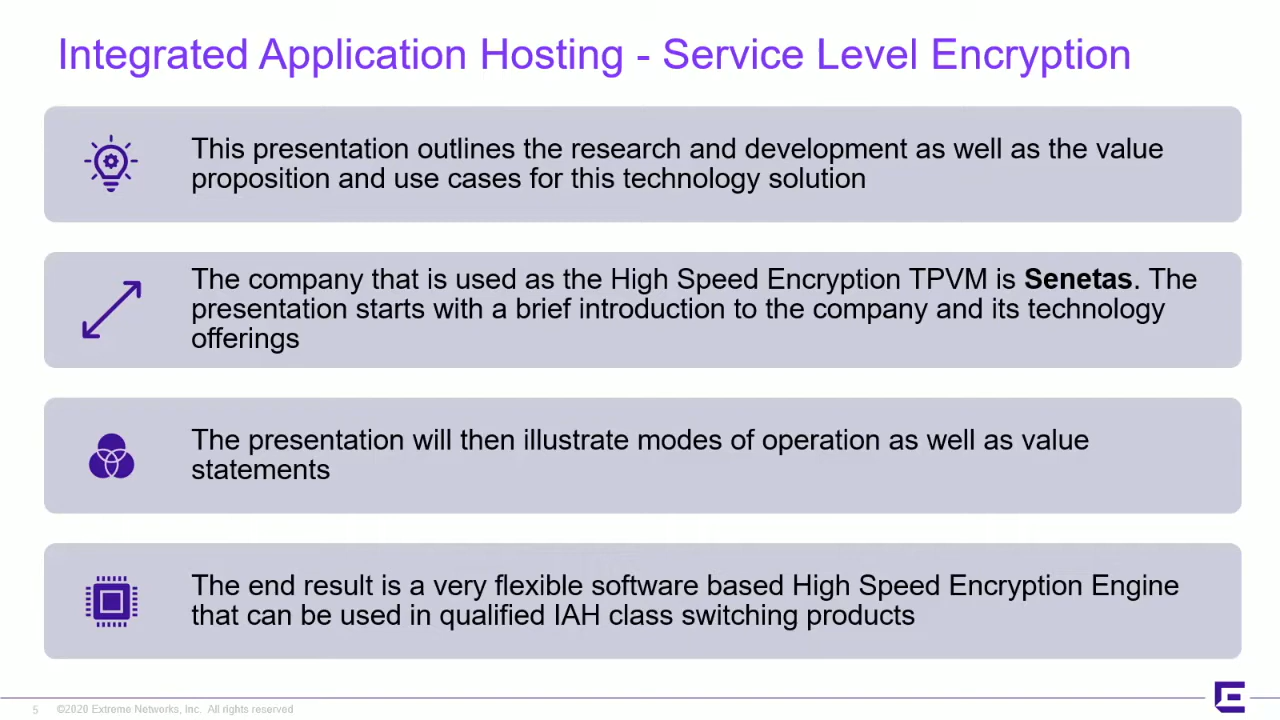 Integrated Application Hosting - Service Level Encryption
This presentation outlines the research and development as well as the value
proposition and use cases for this technology solution
The company that is used as the High Speed Encryption TPVM is Senetas. The
presentation starts with a brief introduction to the company and its technology
offerings
The presentation will then illustrate modes of operation as well as value
statements
The end result is a very flexible software based High Speed Encryption Engine
that can be used in qualified IAH class switching products
5 ©2020 Extreme Networks, Inc. All rights reserved